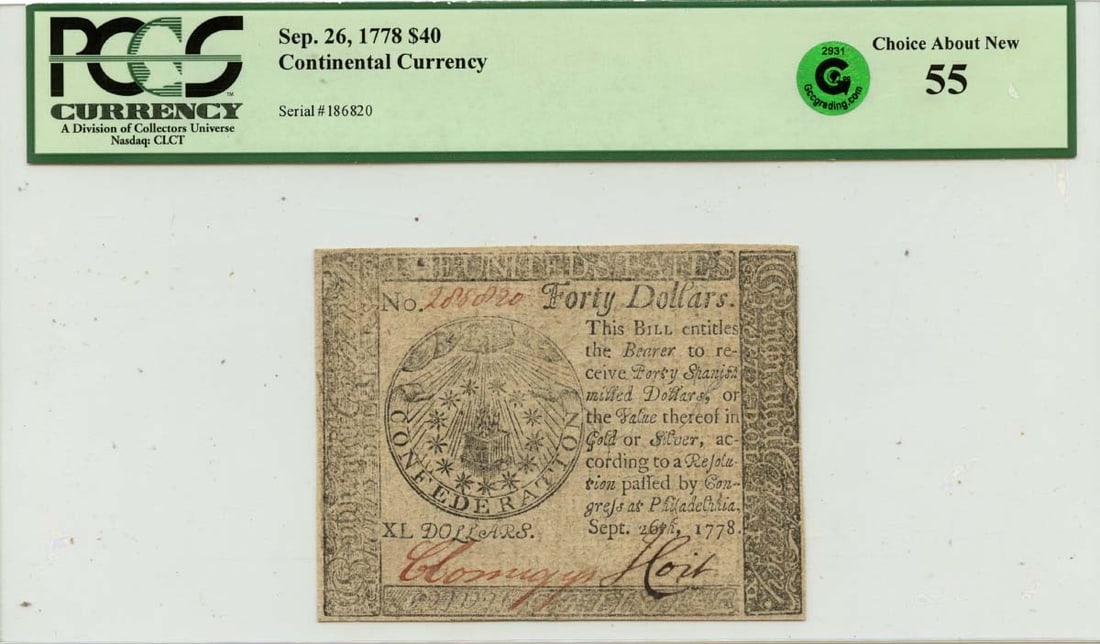 PCGS
CURRENCY
A Division of Collectors Universe
Nasdaq: CLCT
Sep. 26, 1778 $40
Continental Currency
Serial #186820
2931
G
Gccgrading.com
Choice About New
55
No. Forty Dollars.
This BILL entitles
the Bearer to re-
ceive Forty Spanish
milled Dollars, or
the Value thereof in
Gold or Silver, ac-
cording to a Resolu-
tion passed by Con-
gress at Philadelphia,
Sept. 26th, 1778.
CONFEDERATION
XL DOLLARS.